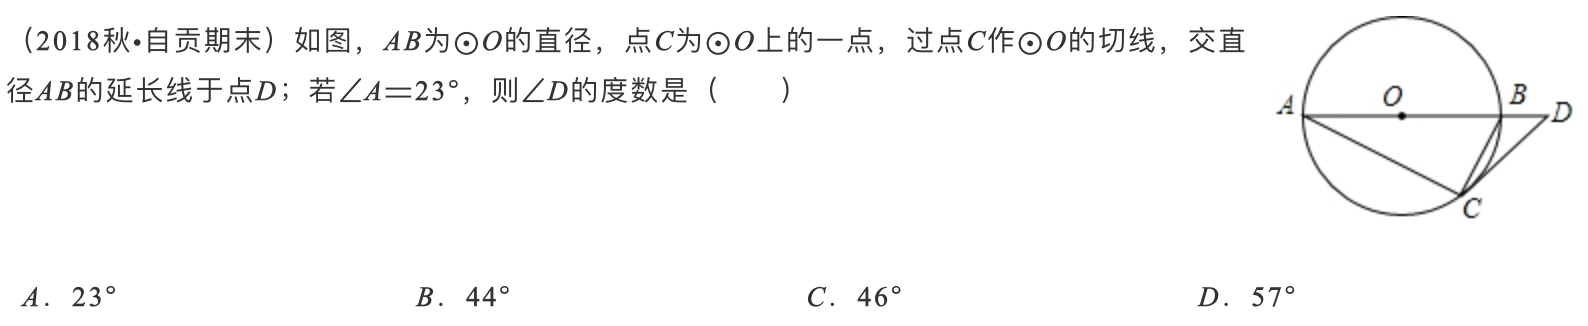 （2018秋•自贡期末）如图，AB为⊙O的直径，点C为⊙O上的一点，过点C作⊙O的切线，交直
径AB的延长线于点D；若∠A＝23°，则∠D的度数是（　　）
A
O
B
D
C
A．23°
B．44°
C．46°
D．57°